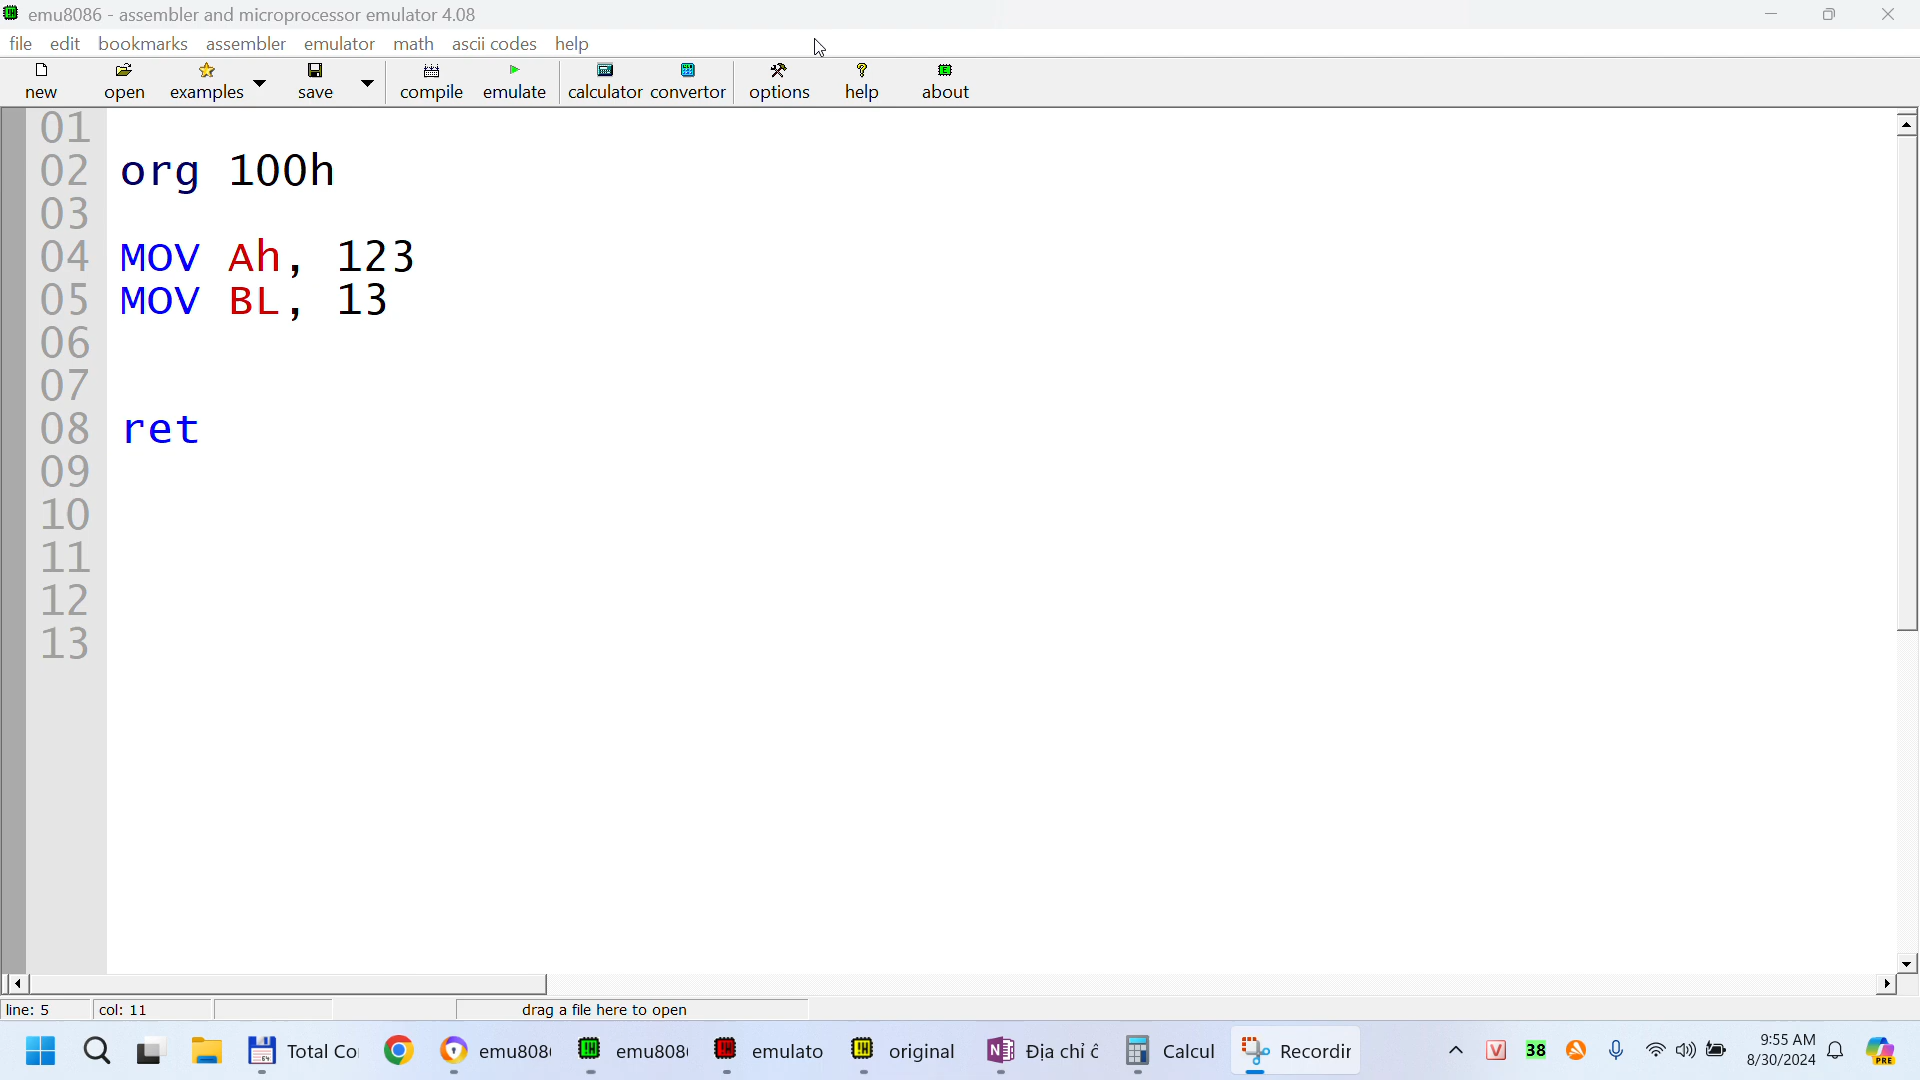 emu8086 - assembler and microprocessor emulator 4.08
file edit bookmarks assembler emulator math ascii codes help
new open examples save compile emulate calculator convertor options help about
01
02 org 100h
03
04 MOV Ah, 123
05 MOV BL, 13
06
07
08 ret
09
10
11
12
13
line: 5 col: 11 drag a file here to open
Total Co emu808 emu808 emulato original Địa chỉ Calcul Recordir 38 9:55 AM
8/30/2024